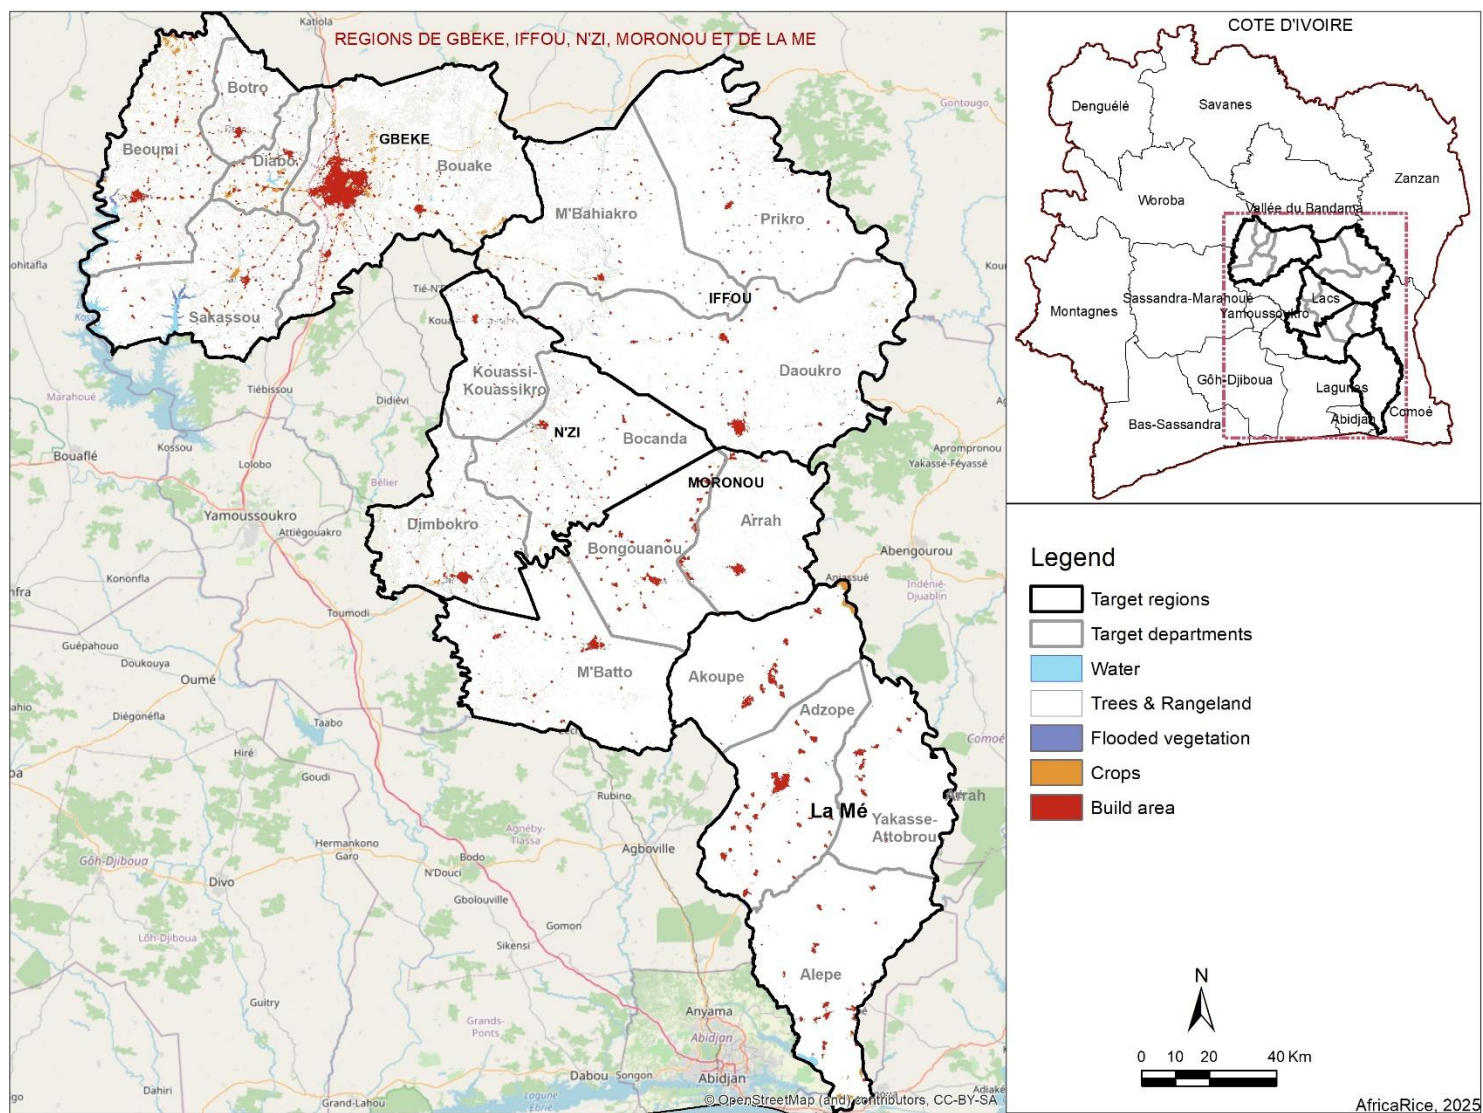 REGIONS DE GBEKE, IFFOU, N'ZI, MORONOU ET DE LA ME
Katiola
Botro
Beoumi
Diabo
GBEKE
Bouake
Gontougo
M'Bahiakro
Prikro
IFFOU
Sakassou
Daoukro
Kouassi-
Kouassikro
Tiébissou
Didiévi
Marahoué
Bouaflé
Kossou
Lolobo
Bélier
N'ZI
Bocanda
Aprompronou
Yakassé-Féyassé
MORONOU
Yamoussoukro
Attiégouakro
Dimbokro
Bongouanou
Arrah
Abengourou
Aniassué
Indénié-
Djuablin
Kononfla
Toumodi
Guépahouo
Doukouya
Oumé
M'Batto
Akoupe
Adzope
Diégonéfla
Taabo
Comoé
Hiré
Goudi
Rubino
La Mé
Arrah
Yakasse-
Attobrou
Agnéby-
Tiassa
Hermankono
Garo
Bodo
Agboville
Gôh-Djiboua
N'Douci
Divo
Gbolouville
Gomon
Sikensi
Lôh-Djiboua
Alepe
Guitry
Grands-
Ponts
Anyama
Abidjan
Dabou
Songon
Abidjan
Dahiri
Grand-Lahou
Lagune
Ebrié
© OpenStreetMap (and) contributors, CC-BY-SA
COTE D'IVOIRE
Denguélé
Savanes
Zanzan
Woroba
Vallée du Bandama
Sassandra-Marahoué
Lacs
Yamoussoukro
Montagnes
Gôh-Djiboua
Lagunes
Bas-Sassandra
Abidjan
Comoé
Legend
Target regions
Target departments
Water
Trees & Rangeland
Flooded vegetation
Crops
Build area
N
0 10 20 40 Km
AfricaRice, 2025